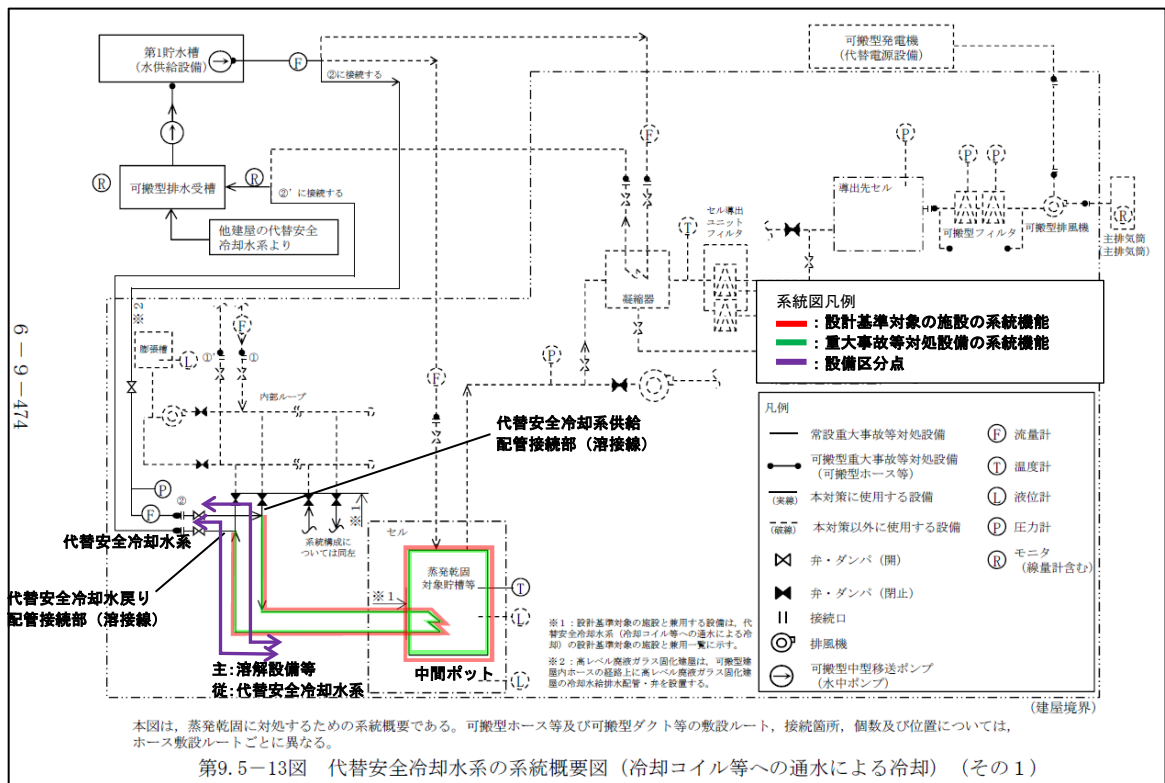 第1貯水槽
（水供給設備）
F
②に接続する
可搬型発電機
（代替電源設備）
R
可搬型排水受槽
R
②’に接続する
他建屋の代替安全
冷却水系より
F
P
P
P
導出先セル
セル導出
ユニット
フィルタ
T
可搬型フィルタ
可搬型排風機
R
主排気筒
（主排気筒）
凝縮器
系統図凡例
：設計基準対象の施設の系統機能
：重大事故等対処設備の系統機能
：設備区分点
6－9－474
※2
膨張槽
L
①’
F
①
F
P
内部ループ
代替安全冷却系供給
配管接続部（溶接線）
P
F
②
代替安全冷却水系
系統構成に
ついては同左
※1
セル
蒸発乾固
対象貯槽等
T
L
※1
代替安全冷却水戻り
配管接続部（溶接線）
主：溶解設備等
従：代替安全冷却水系
中間ポット
L
※1：設計基準対象の施設と兼用する設備は，代
替安全冷却水系（冷却コイル等への通水による冷
却）の設計基準対象の施設と兼用一覧に示す。
※2：高レベル廃液ガラス固化建屋は，可搬型建
屋内ホースの経路上に高レベル廃液ガラス固化建
屋の冷却水給排水配管・弁を設置する。
凡例
常設重大事故等対処設備
F 流量計
可搬型重大事故等対処設備
（可搬型ホース等）
T 温度計
（実線） 本対策に使用する設備
L 液位計
（破線） 本対策以外に使用する設備
P 圧力計
弁・ダンパ（開）
R モニタ
（線量計含む）
弁・ダンパ（閉止）
接続口
排風機
可搬型中型移送ポンプ
（水中ポンプ）
（建屋境界）
本図は，蒸発乾固に対処するための系統概要である。可搬型ホース等及び可搬型ダクト等の敷設ルート，接続箇所，個数及び位置については，
ホース敷設ルートごとに異なる。
第9.5－13図　代替安全冷却水系の系統概要図（冷却コイル等への通水による冷却）（その1）